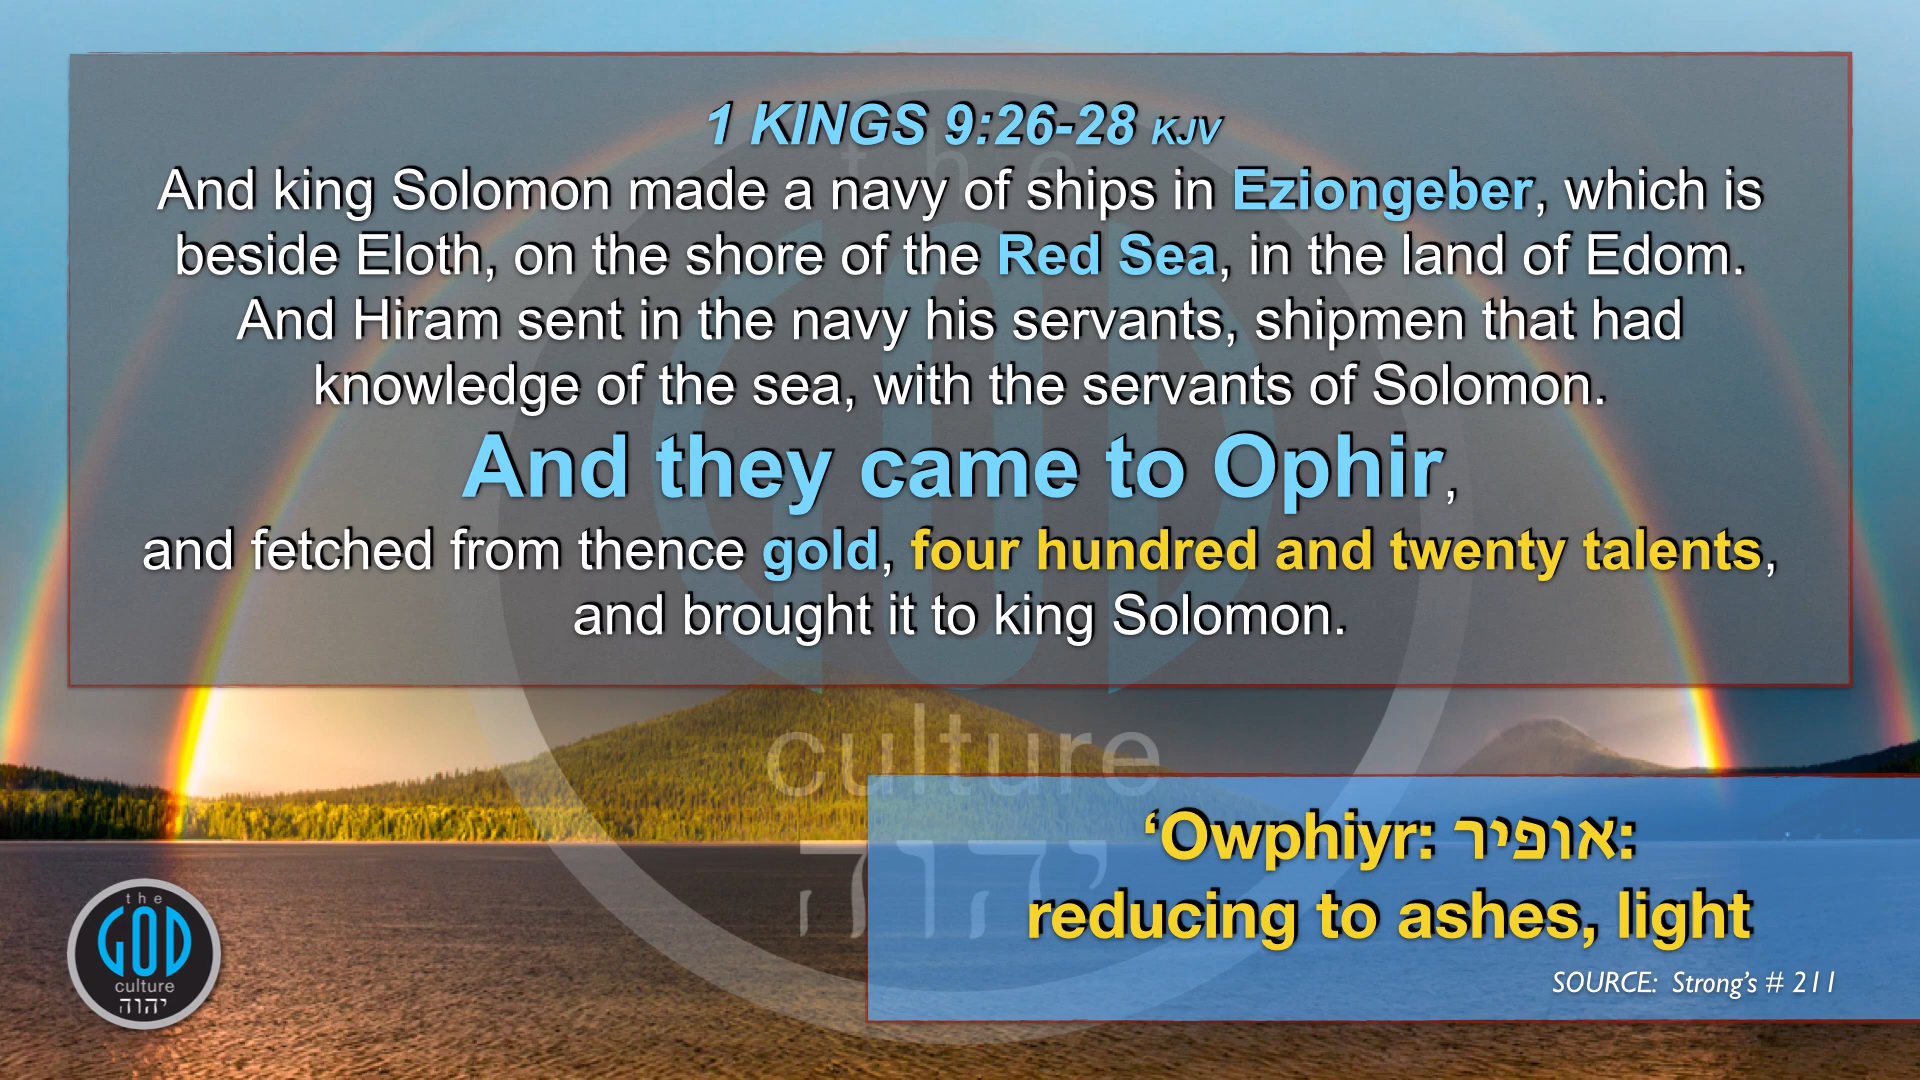 1 KINGS 9:26-28 KJV
And king Solomon made a navy of ships in Eziongeber, which is
beside Eloth, on the shore of the Red Sea, in the land of Edom.
And Hiram sent in the navy his servants, shipmen that had
knowledge of the sea, with the servants of Solomon.
And they came to Ophir,
and fetched from thence gold, four hundred and twenty talents,
and brought it to king Solomon.
the
GOD
culture
יהוה
‘Owphiyr: אופיר:
reducing to ashes, light
SOURCE: Strong’s # 211
the
GOD
culture
יהוה